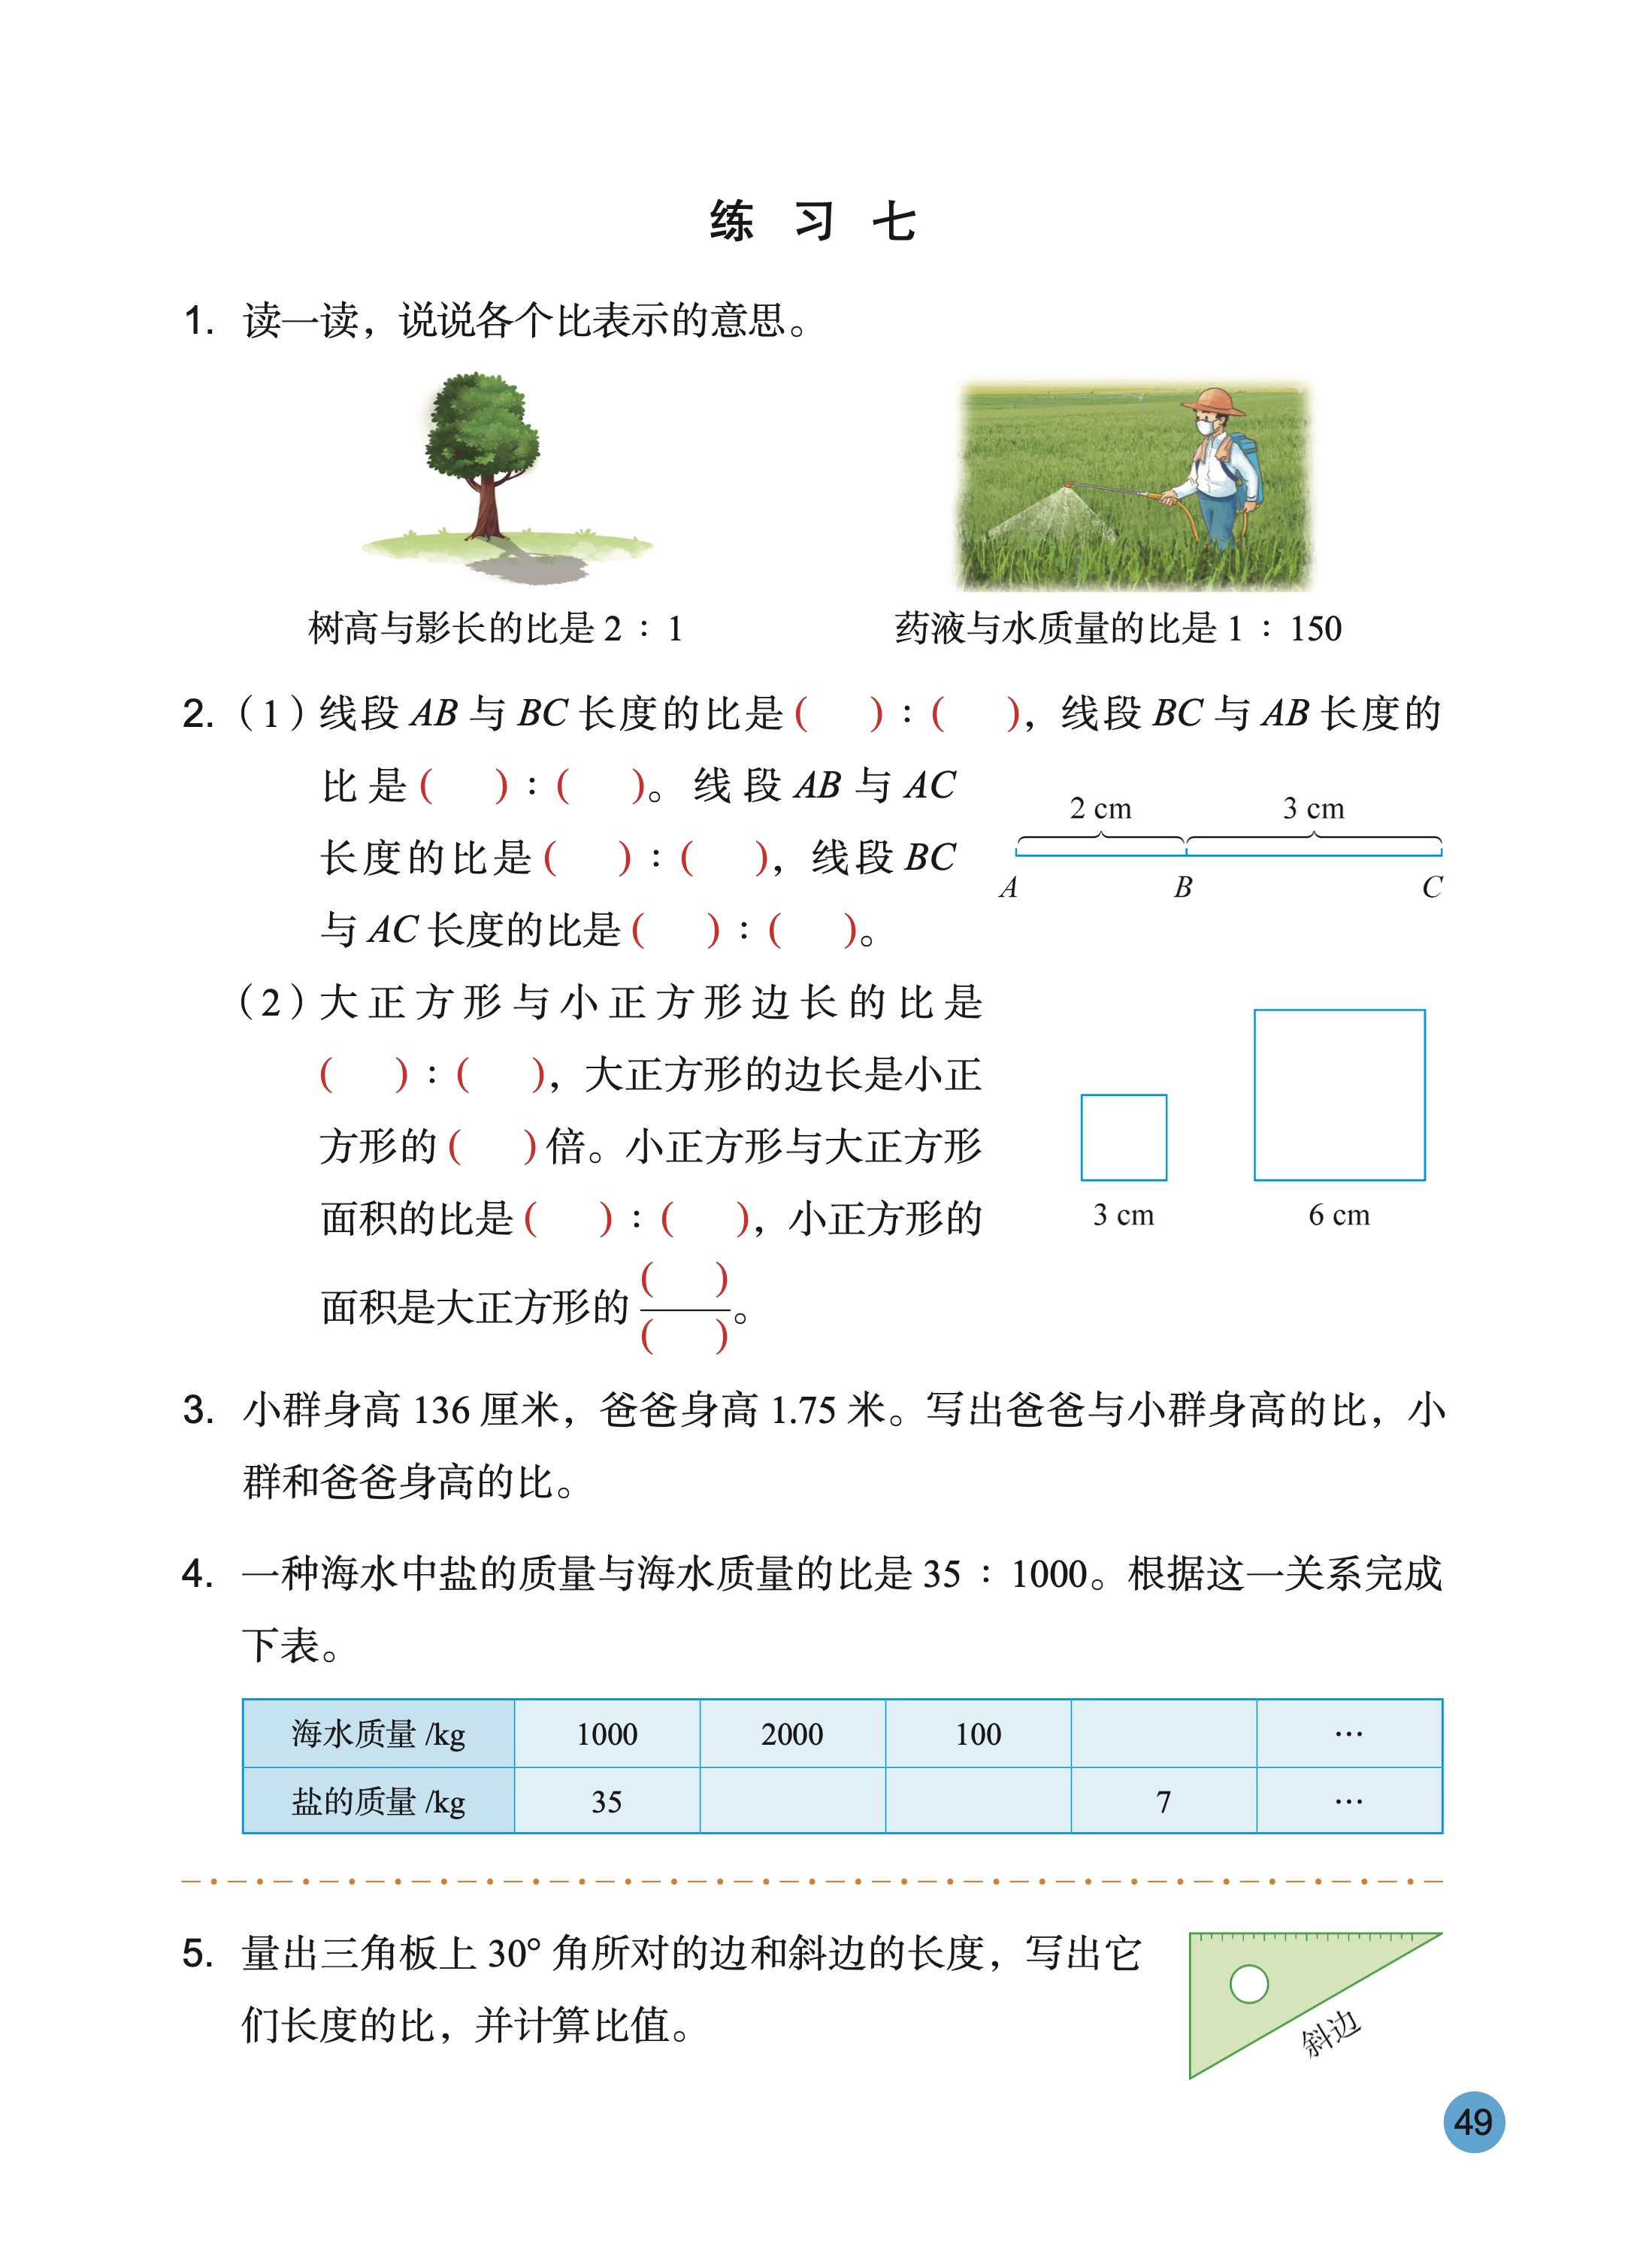 练 习 七
1. 读一读，说说各个比表示的意思。
树高与影长的比是 2 ∶ 1
药液与水质量的比是 1 ∶ 150
2.（1）线段 AB 与 BC 长度的比是（  ）∶（  ），线段 BC 与 AB 长度的
比是（  ）∶（  ）。线段 AB 与 AC
长度的比是（  ）∶（  ），线段 BC
与 AC 长度的比是（  ）∶（  ）。
2 cm 3 cm
A B C
（2）大正方形与小正方形边长的比是
（  ）∶（  ），大正方形的边长是小正
方形的（  ）倍。小正方形与大正方形
面积的比是（  ）∶（  ），小正方形的
面积是大正方形的 (  )/(  )。
3 cm 6 cm
3. 小群身高 136 厘米，爸爸身高 1.75 米。写出爸爸与小群身高的比，小
群和爸爸身高的比。
4. 一种海水中盐的质量与海水质量的比是 35 ∶ 1000。根据这一关系完成
下表。
海水质量 /kg 1000 2000 100 …
盐的质量 /kg 35 7 …
5. 量出三角板上 30° 角所对的边和斜边的长度，写出它
们长度的比，并计算比值。
斜边
49